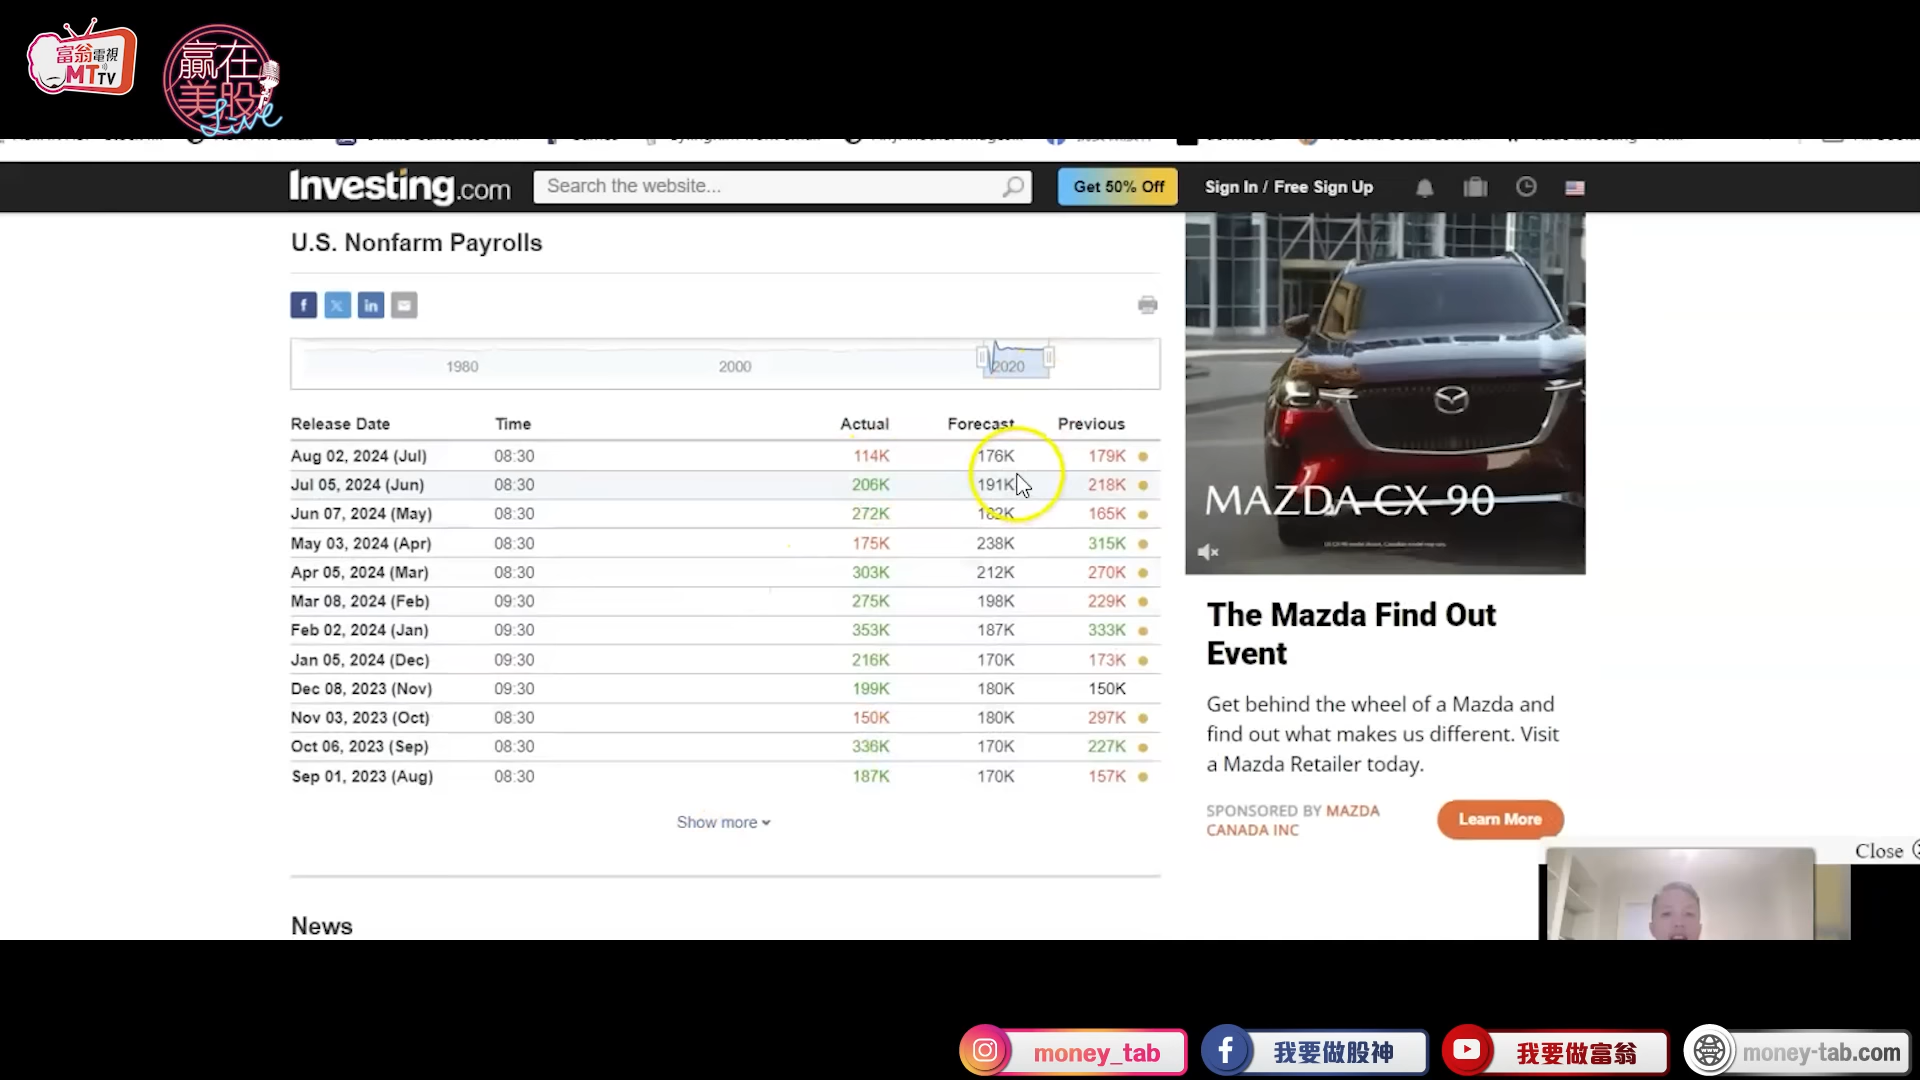 富翁電視
MTTV
贏在
美股
Live
Investing.com
Search the website...
Get 50% Off
Sign In / Free Sign Up
U.S. Nonfarm Payrolls
1980 2000 2020
Release Date Time Actual Forecast Previous
Aug 02, 2024 (Jul) 08:30 114K 176K 179K
Jul 05, 2024 (Jun) 08:30 206K 191K 218K
Jun 07, 2024 (May) 08:30 272K 182K 165K
May 03, 2024 (Apr) 08:30 175K 238K 315K
Apr 05, 2024 (Mar) 08:30 303K 212K 270K
Mar 08, 2024 (Feb) 09:30 275K 198K 229K
Feb 02, 2024 (Jan) 09:30 353K 187K 333K
Jan 05, 2024 (Dec) 09:30 216K 170K 173K
Dec 08, 2023 (Nov) 09:30 199K 180K 150K
Nov 03, 2023 (Oct) 08:30 150K 180K 297K
Oct 06, 2023 (Sep) 08:30 336K 170K 227K
Sep 01, 2023 (Aug) 08:30 187K 170K 157K
Show more
News
MAZDA CX-90
The Mazda Find Out
Event
Get behind the wheel of a Mazda and
find out what makes us different. Visit
a Mazda Retailer today.
SPONSORED BY MAZDA
CANADA INC
Learn More
Close
money_tab
我要做股神
我要做富翁
money-tab.com